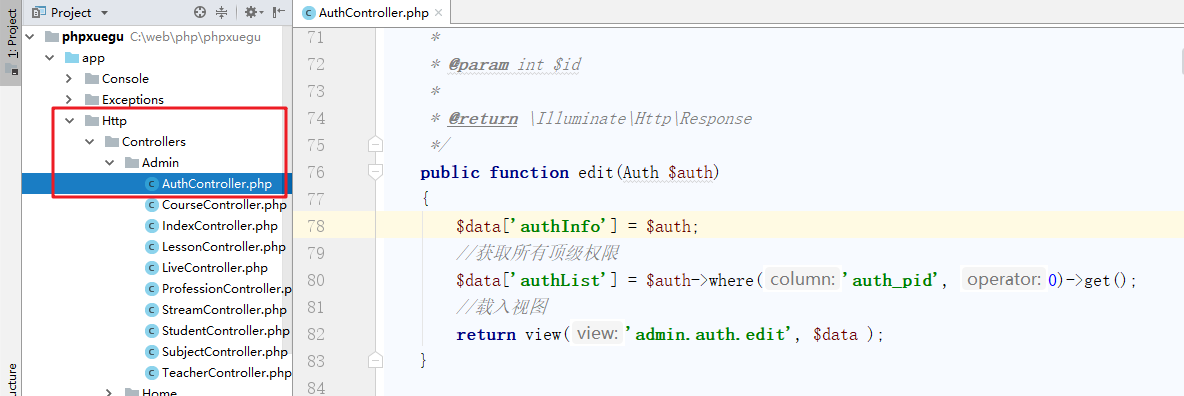 1: Project
Project
phpxuegu C:\web\php\phpxuegu
app
Console
Exceptions
Http
Controllers
Admin
AuthController.php
CourseController.php
IndexController.php
LessonController.php
LiveController.php
ProfessionController.p
StreamController.php
StudentController.php
SubjectController.php
TeacherController.php
Home
ucture
AuthController.php
71 *
72 * @param int $id
73 *
74 * @return \Illuminate\Http\Response
75 */
76 public function edit(Auth $auth)
77 {
78 $data['authInfo'] = $auth;
79 //获取所有顶级权限
80 $data['authList'] = $auth->where( column: 'auth_pid', operator: 0)->get();
81 //载入视图
82 return view( view: 'admin.auth.edit', $data );
83 }
84